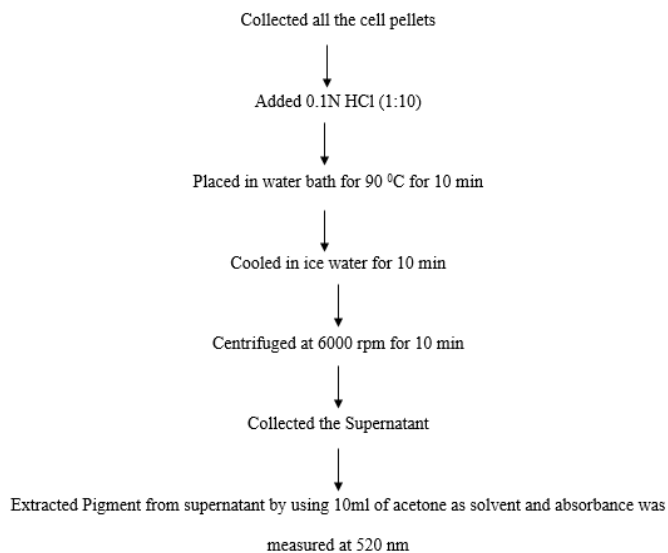 Collected all the cell pellets
Added 0.1N HCl (1:10)
Placed in water bath for 90 ⁰C for 10 min
Cooled in ice water for 10 min
Centrifuged at 6000 rpm for 10 min
Collected the Supernatant
Extracted Pigment from supernatant by using 10ml of acetone as solvent and absorbance was
measured at 520 nm